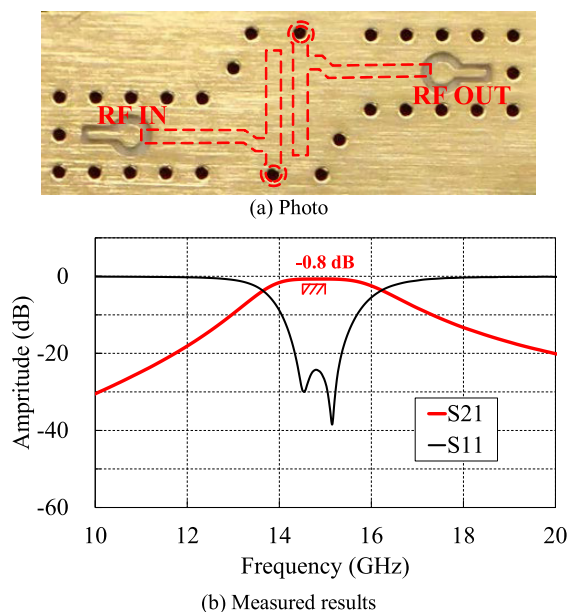 RF IN
RF OUT
(a) Photo
-0.8 dB
0
-20
-40
-60
Ampritude (dB)
S21
S11
10
12
14
16
18
20
Frequency (GHz)
(b) Measured results